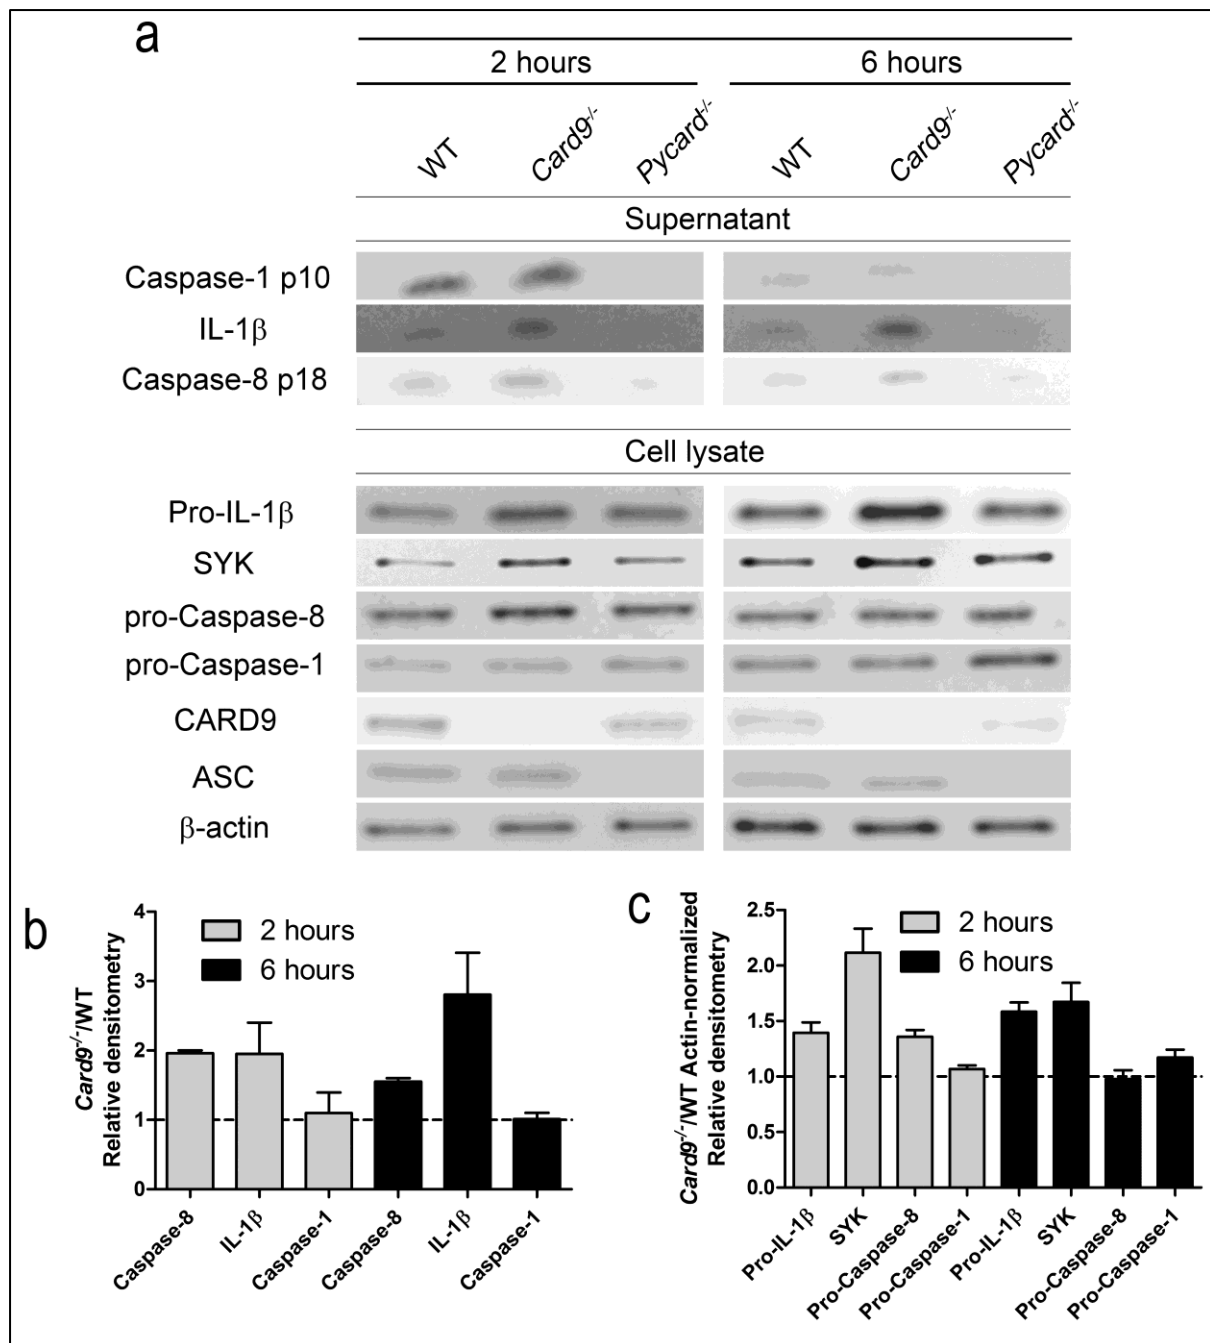 a
2 hours 6 hours
WT Card9-/- Pycard-/- WT Card9-/- Pycard-/-
Supernatant
Caspase-1 p10
IL-1β
Caspase-8 p18
Cell lysate
Pro-IL-1β
SYK
pro-Caspase-8
pro-Caspase-1
CARD9
ASC
β-actin
b
Card9-/-/WT
Relative densitometry
4
3
2
1
0
2 hours
6 hours
Caspase-8 IL-1β Caspase-1 Caspase-8 IL-1β Caspase-1
c
Card9-/-/WT Actin-normalized
Relative densitometry
2.5
2.0
1.5
1.0
0.5
0.0
2 hours
6 hours
Pro-IL-1β SYK Pro-Caspase-8 Pro-Caspase-1 Pro-IL-1β SYK Pro-Caspase-8 Pro-Caspase-1